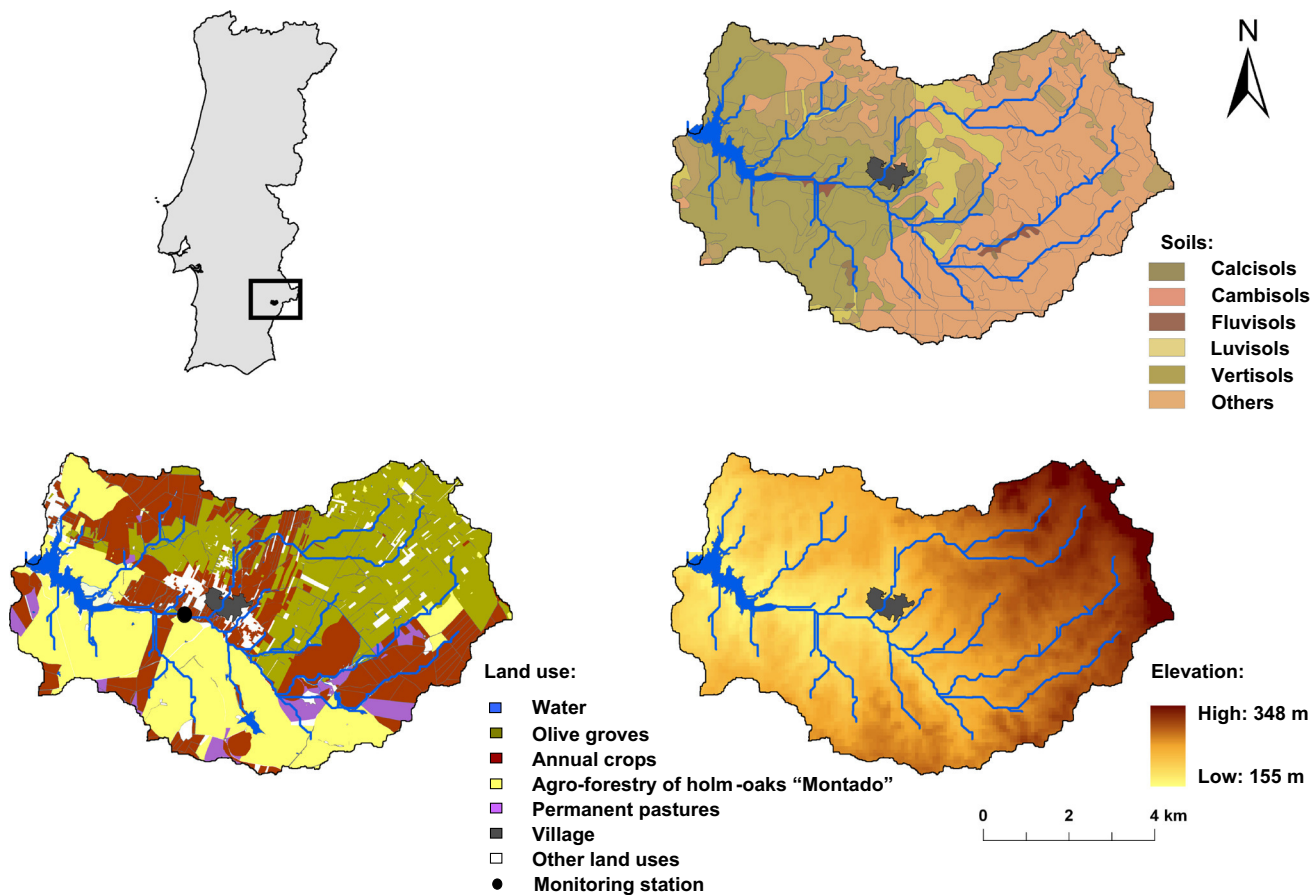 N
Soils:
Calcisols
Cambisols
Fluvisols
Luvisols
Vertisols
Others
Land use:
Water
Olive groves
Annual crops
Agro-forestry of holm-oaks “Montado”
Permanent pastures
Village
Other land uses
Monitoring station
Elevation:
High: 348 m
Low: 155 m
0 2 4 km